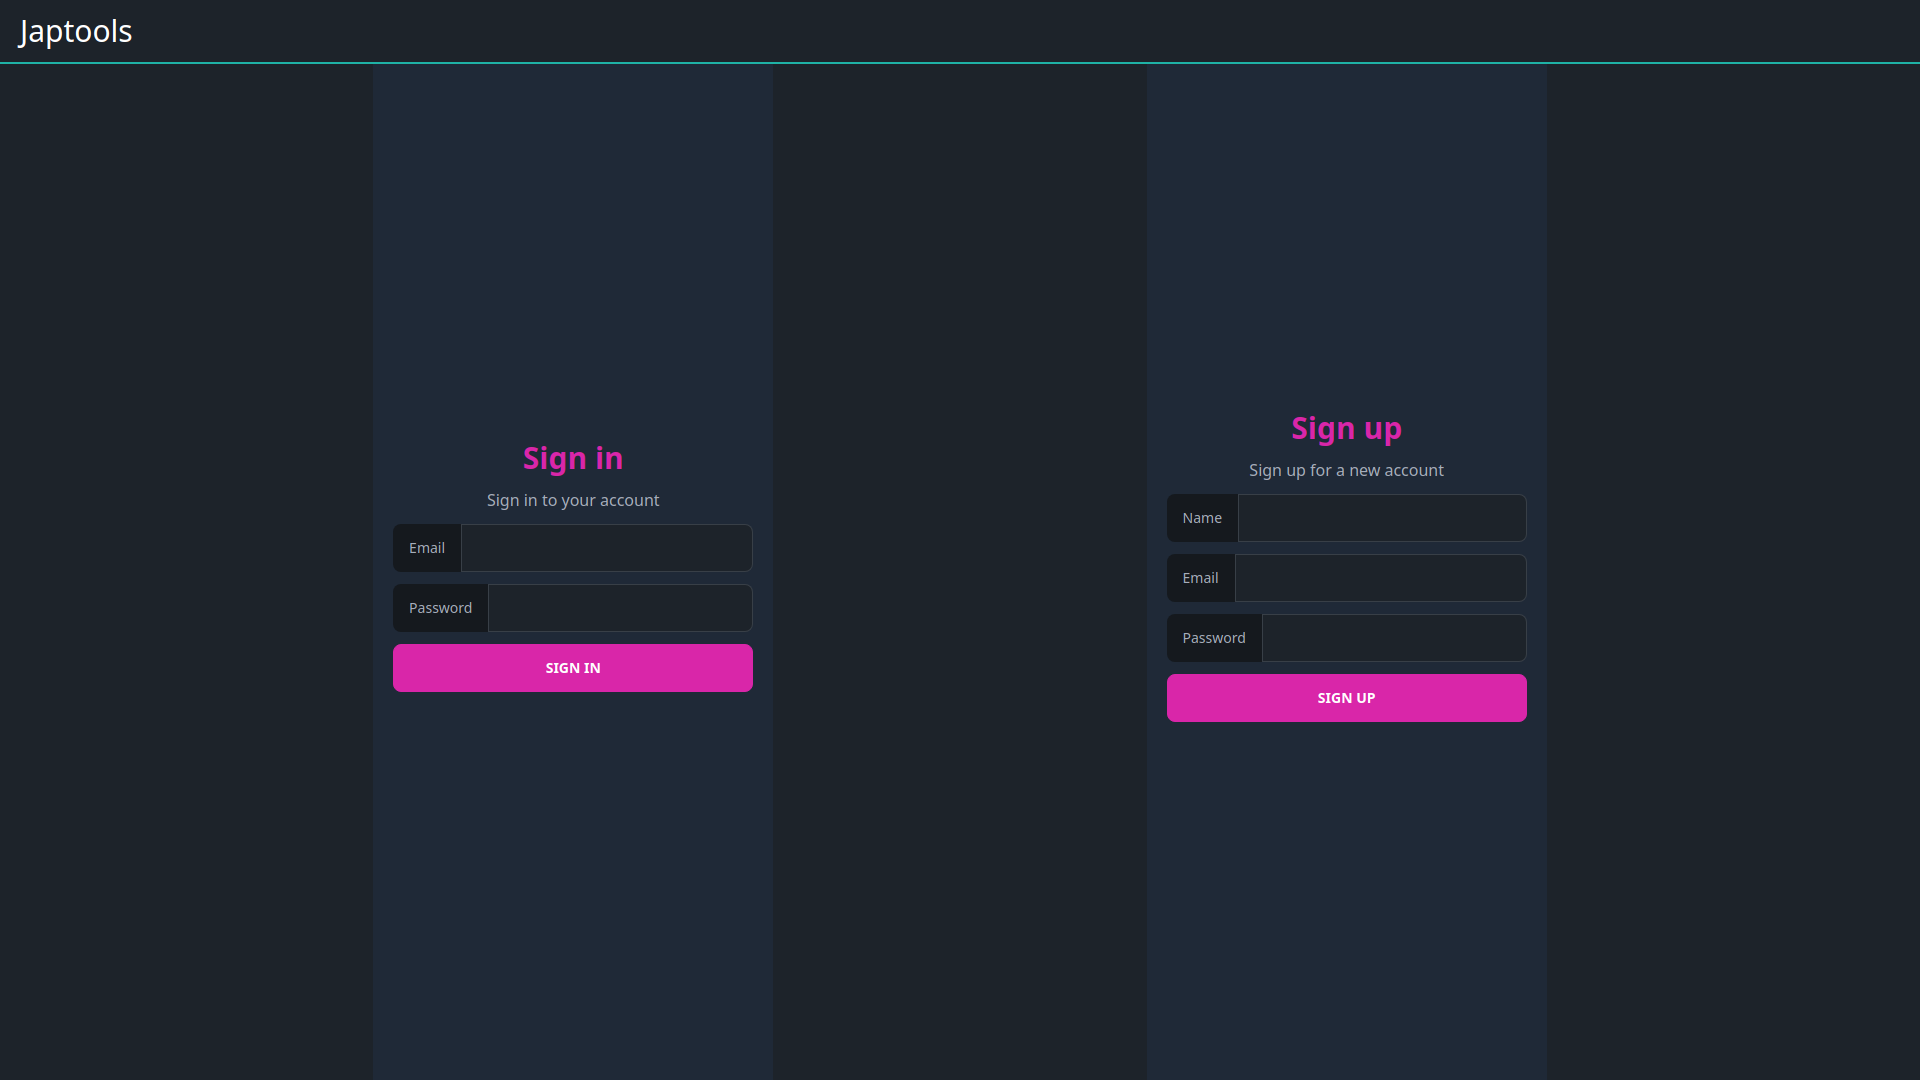 Japtools
Sign in
Sign in to your account
Email
Password
SIGN IN
Sign up
Sign up for a new account
Name
Email
Password
SIGN UP